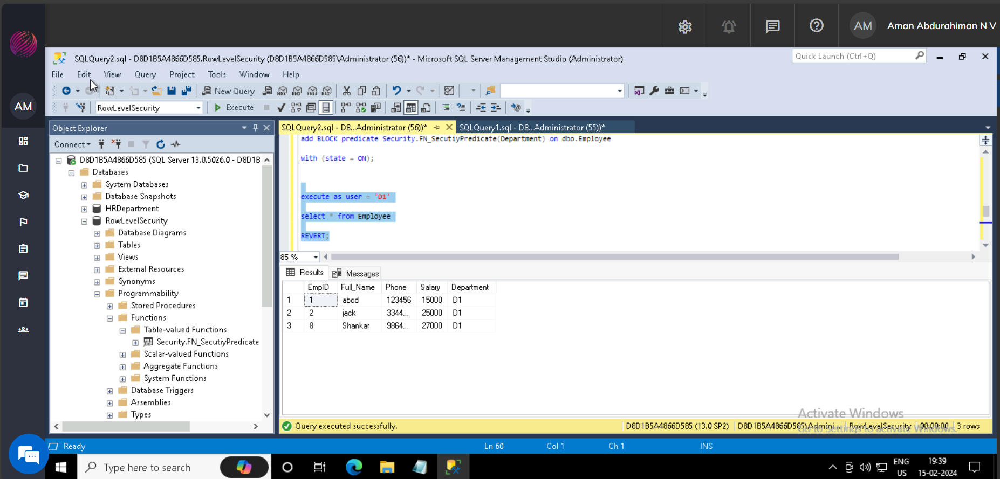 AM Aman Abdurahiman N V
SQLQuery2.sql - D8D1B5A4866D585.RowLevelSecurity (D8D1B5A4866D585\Administrator (56))* - Microsoft SQL Server Management Studio (Administrator)
Quick Launch (Ctrl+Q)
File Edit View Query Project Tools Window Help
New Query MDX DMX XMLA DAX
AM
RowLevelSecurity Execute
Object Explorer
SQLQuery2.sql - D8...Administrator (56))* SQLQuery1.sql - D8...Administrator (55))*
Connect
add BLOCK predicate Security.FN_SecutiyPredicate(Department) on dbo.Employee
with (state = ON);
execute as user = 'D1'
select * from Employee
REVERT;
85 %
D8D1B5A4866D585 (SQL Server 13.0.5026.0 - D8D1B
Databases
System Databases
Database Snapshots
HRDepartment
RowLevelSecurity
Database Diagrams
Tables
Views
External Resources
Synonyms
Programmability
Stored Procedures
Functions
Table-valued Functions
Security.FN_SecutiyPredicate
Scalar-valued Functions
Aggregate Functions
System Functions
Database Triggers
Assemblies
Types
Results Messages
EmpID Full_Name Phone Salary Department
1 1 abcd 123456 15000 D1
2 2 jack 3344... 25000 D1
3 8 Shankar 9864... 27000 D1
Activate Windows
Go to Settings to activate Windows.
Query executed successfully. D8D1B5A4866D585 (13.0 SP2) D8D1B5A4866D585\Admini... RowLevelSecurity 00:00:00 3 rows
Ready Ln 60 Col 1 Ch 1 INS
Type here to search
ENG
US
19:39
15-02-2024